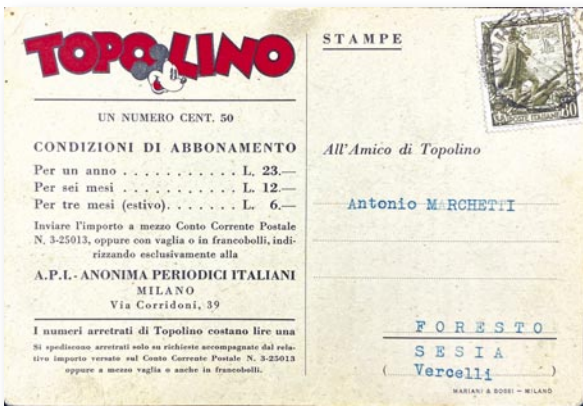 TOPOLINO
UN NUMERO CENT. 50
CONDIZIONI DI ABBONAMENTO
Per un anno . . . . . . . . . . . L. 23.—
Per sei mesi . . . . . . . . . . . L. 12.—
Per tre mesi (estivo). . . . . . . L. 6.—
Inviare l'importo a mezzo Conto Corrente Postale
N. 3-25013, oppure con vaglia o in francobolli, indi-
rizzando esclusivamente alla
A.P.I. - ANONIMA PERIODICI ITALIANI
MILANO
Via Corridoni, 39
I numeri arretrati di Topolino costano lire una
Si spediscono arretrati solo su richieste accompagnate dal rela-
tivo importo versato sul Conto Corrente Postale N. 3-25013
oppure a mezzo vaglia o anche in francobolli.
STAMPE
POSTE ITALIANE
30
All'Amico di Topolino
Antonio MARCHETTI
FORESTO
SESIA
( Vercelli )
MARIANI & BOSSI — MILANO